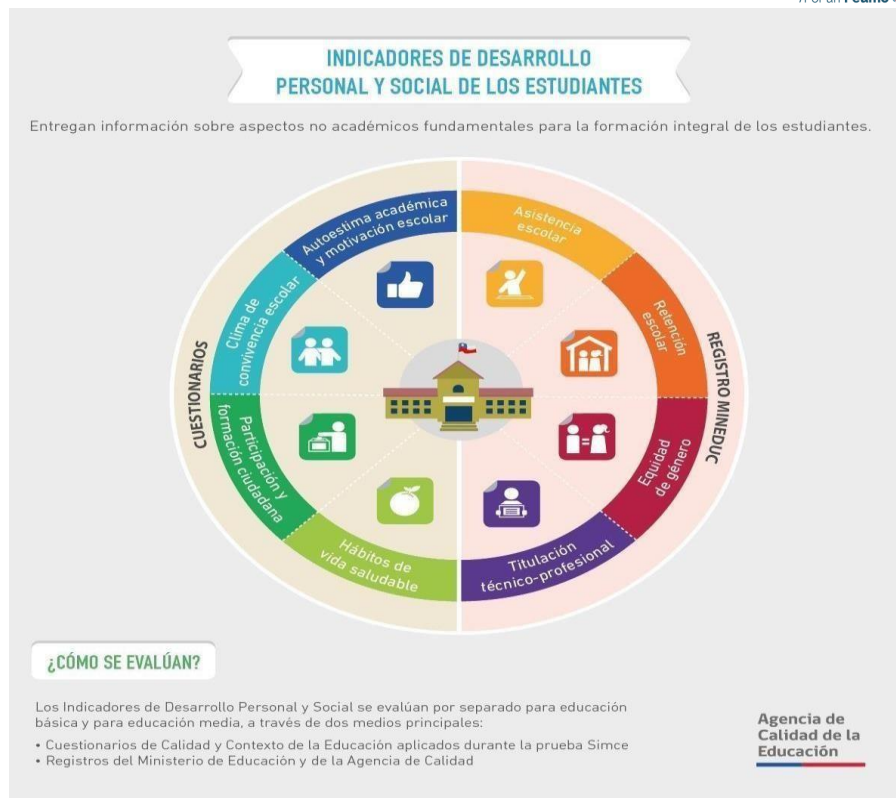 INDICADORES DE DESARROLLO
PERSONAL Y SOCIAL DE LOS ESTUDIANTES
Entregan información sobre aspectos no académicos fundamentales para la formación integral de los estudiantes.
CUESTIONARIOS
Autoestima académica
y motivación escolar
Clima de
convivencia escolar
Participación y
formación ciudadana
Hábitos de
vida saludable
REGISTRO MINEDUC
Asistencia
escolar
Retención
escolar
Equidad
de género
Titulación
técnico-profesional
¿CÓMO SE EVALÚAN?
Los Indicadores de Desarrollo Personal y Social se evalúan por separado para educación
básica y para educación media, a través de dos medios principales:
• Cuestionarios de Calidad y Contexto de la Educación aplicados durante la prueba Simce
• Registros del Ministerio de Educación y de la Agencia de Calidad
Agencia de
Calidad de la
Educación